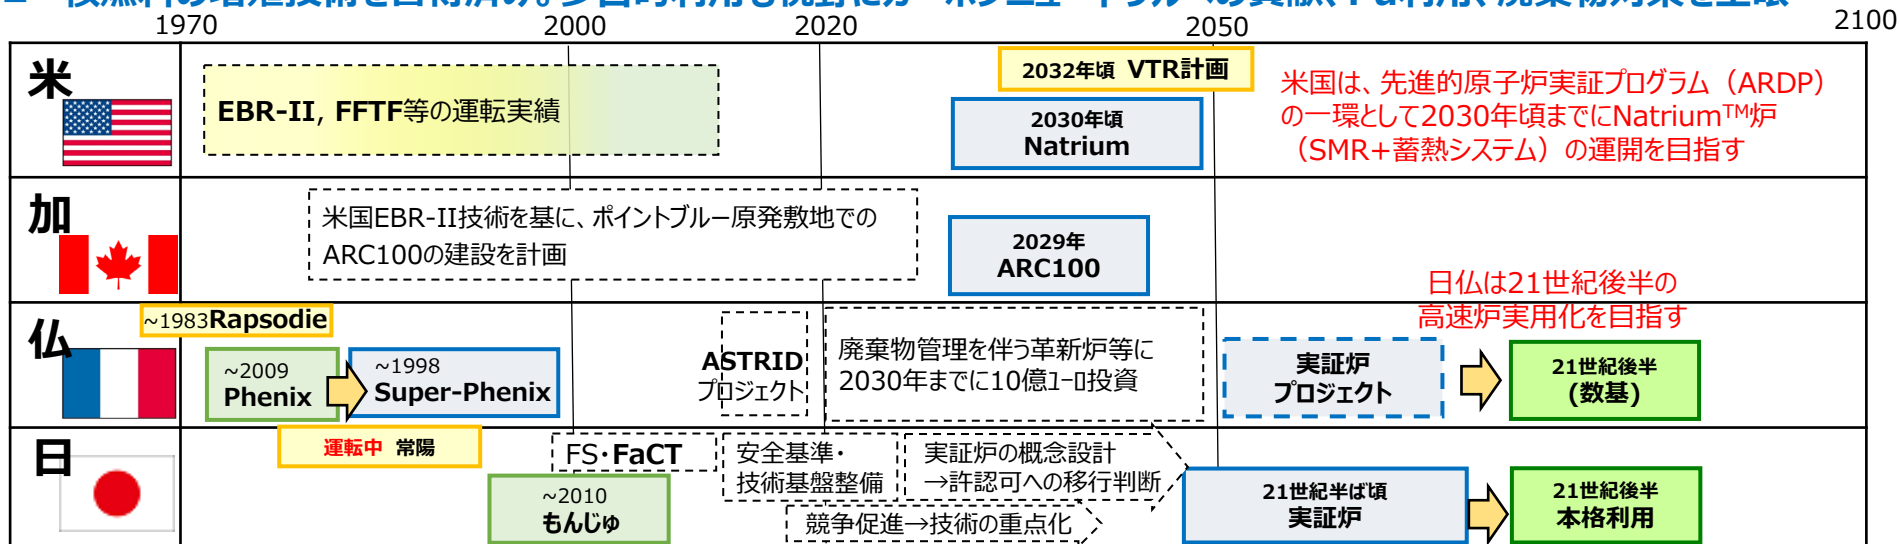 1970
2000
2020
2050
2100
米
EBR-II, FFTF等の運転実績
2032年頃 VTR計画
2030年頃
Natrium
米国は、先進的原子炉実証プログラム（ARDP）
の一環として2030年頃までにNatriumTM炉
（SMR+蓄熱システム）の運開を目指す
加
米国EBR-II技術を基に、ポイントブルー原発敷地での
ARC100の建設を計画
2029年
ARC100
日仏は21世紀後半の
高速炉実用化を目指す
仏
~1983Rapsodie
~2009
Phenix
~1998
Super-Phenix
ASTRID
プロジェクト
廃棄物管理を伴う革新炉等に
2030年までに10億ユーロ投資
実証炉
プロジェクト
21世紀後半
(数基)
日
運転中 常陽
FS・FaCT
~2010
もんじゅ
安全基準・
技術基盤整備
実証炉の概念設計
→許認可への移行判断
競争促進→技術の重点化
21世紀半ば頃
実証炉
21世紀後半
本格利用